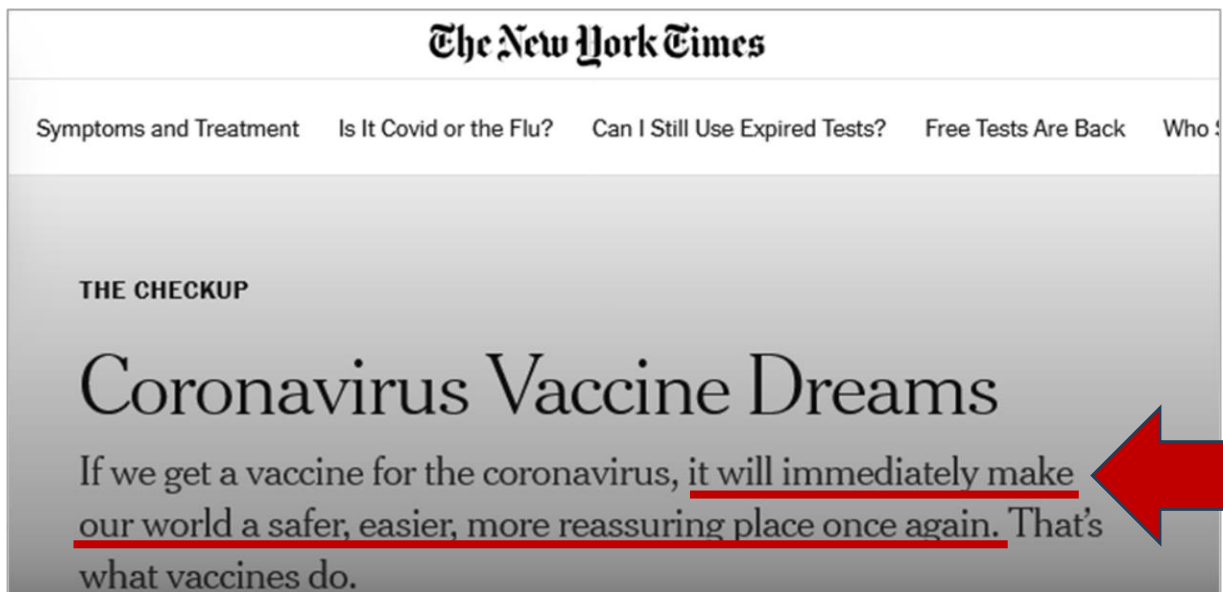 The New York Times
Symptoms and Treatment Is It Covid or the Flu? Can I Still Use Expired Tests? Free Tests Are Back Who
THE CHECKUP
Coronavirus Vaccine Dreams
If we get a vaccine for the coronavirus, it will immediately make
our world a safer, easier, more reassuring place once again. That's
what vaccines do.